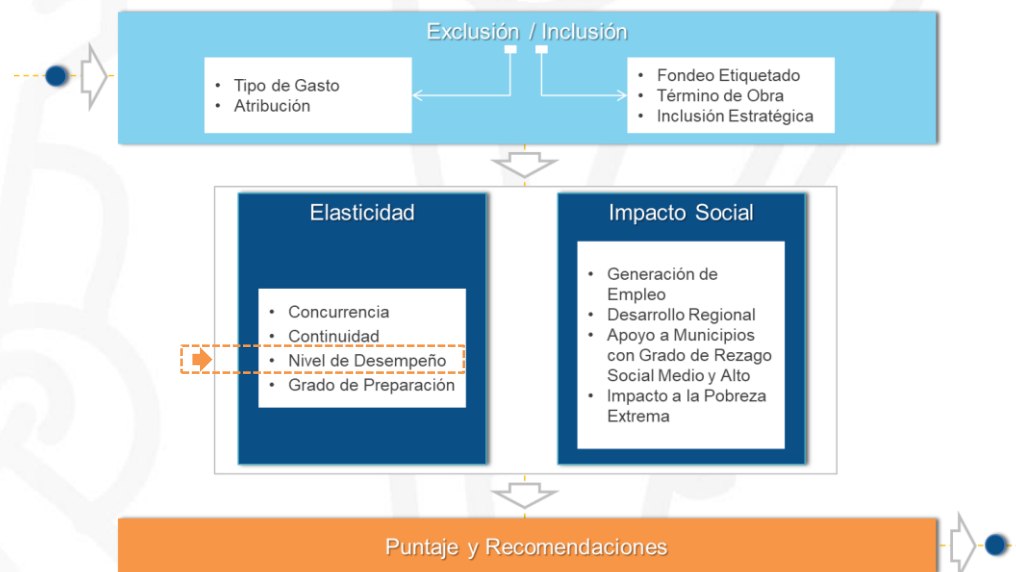 Exclusión / Inclusión
• Tipo de Gasto
• Atribución
• Fondeo Etiquetado
• Término de Obra
• Inclusión Estratégica
Elasticidad
• Concurrencia
• Continuidad
• Nivel de Desempeño
• Grado de Preparación
Impacto Social
• Generación de
Empleo
• Desarrollo Regional
• Apoyo a Municipios
con Grado de Rezago
Social Medio y Alto
• Impacto a la Pobreza
Extrema
Puntaje y Recomendaciones